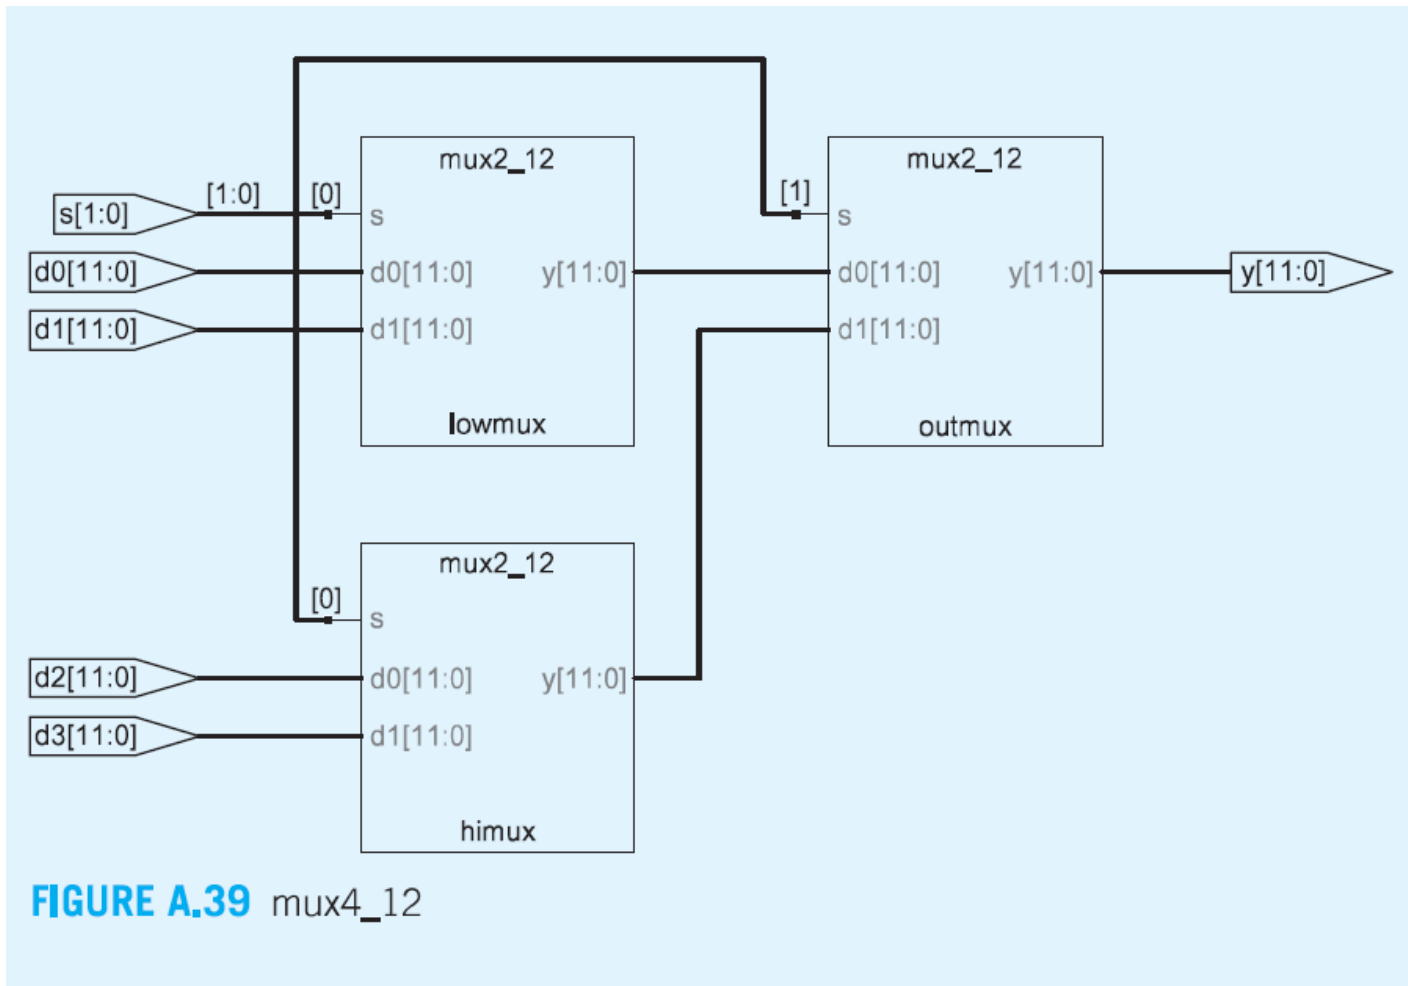 mux2_12
mux2_12
s[1:0]
[1:0]
[0]
s
[1]
s
d0[11:0]
d0[11:0]
y[11:0]
d0[11:0]
y[11:0]
y[11:0]
d1[11:0]
d1[11:0]
d1[11:0]
lowmux
outmux
mux2_12
[0]
s
d2[11:0]
d0[11:0]
y[11:0]
d3[11:0]
d1[11:0]
himux
FIGURE A.39 mux4_12